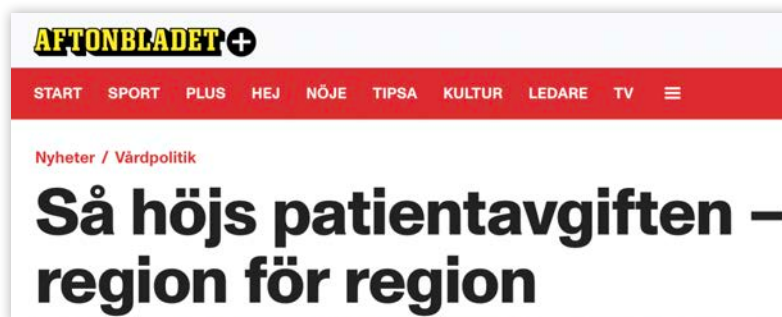 AFTONBLADET +
START SPORT PLUS HEJ NÖJE TIPSA KULTUR LEDARE TV
Nyheter / Vårdpolitik
Så höjs patientavgiften –
region för region